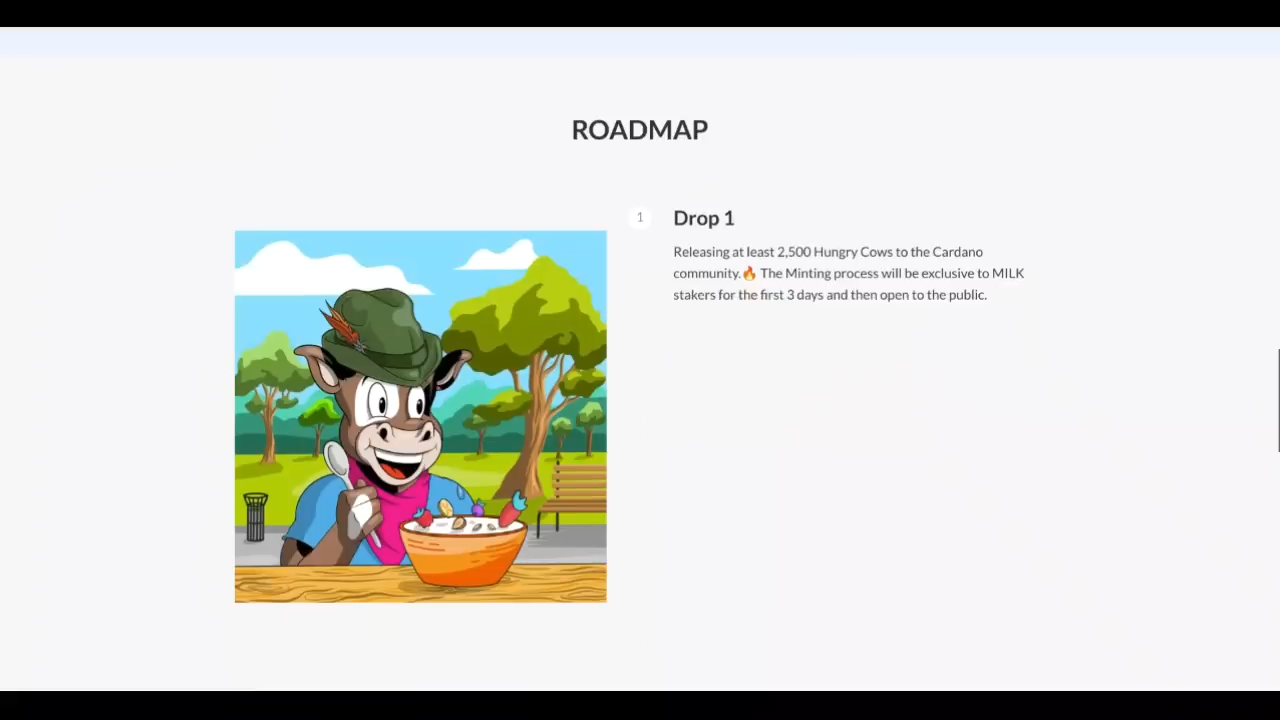 ROADMAP
1
Drop 1
Releasing at least 2,500 Hungry Cows to the Cardano
community.🔥 The Minting process will be exclusive to MILK
stakers for the first 3 days and then open to the public.